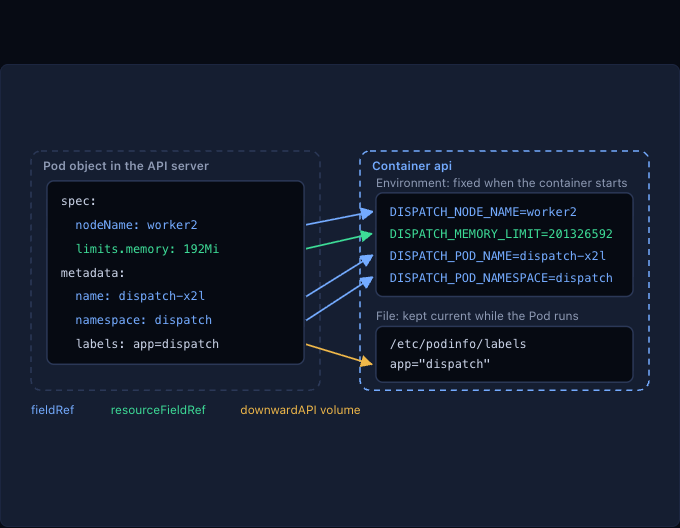 Pod object in the API server
spec:
nodeName: worker2
limits.memory: 192Mi
metadata:
name: dispatch-x2l
namespace: dispatch
labels: app=dispatch
Container api
Environment: fixed when the container starts
DISPATCH_NODE_NAME=worker2
DISPATCH_MEMORY_LIMIT=201326592
DISPATCH_POD_NAME=dispatch-x2l
DISPATCH_POD_NAMESPACE=dispatch
File: kept current while the Pod runs
/etc/podinfo/labels
app="dispatch"
fieldRef
resourceFieldRef
downwardAPI volume